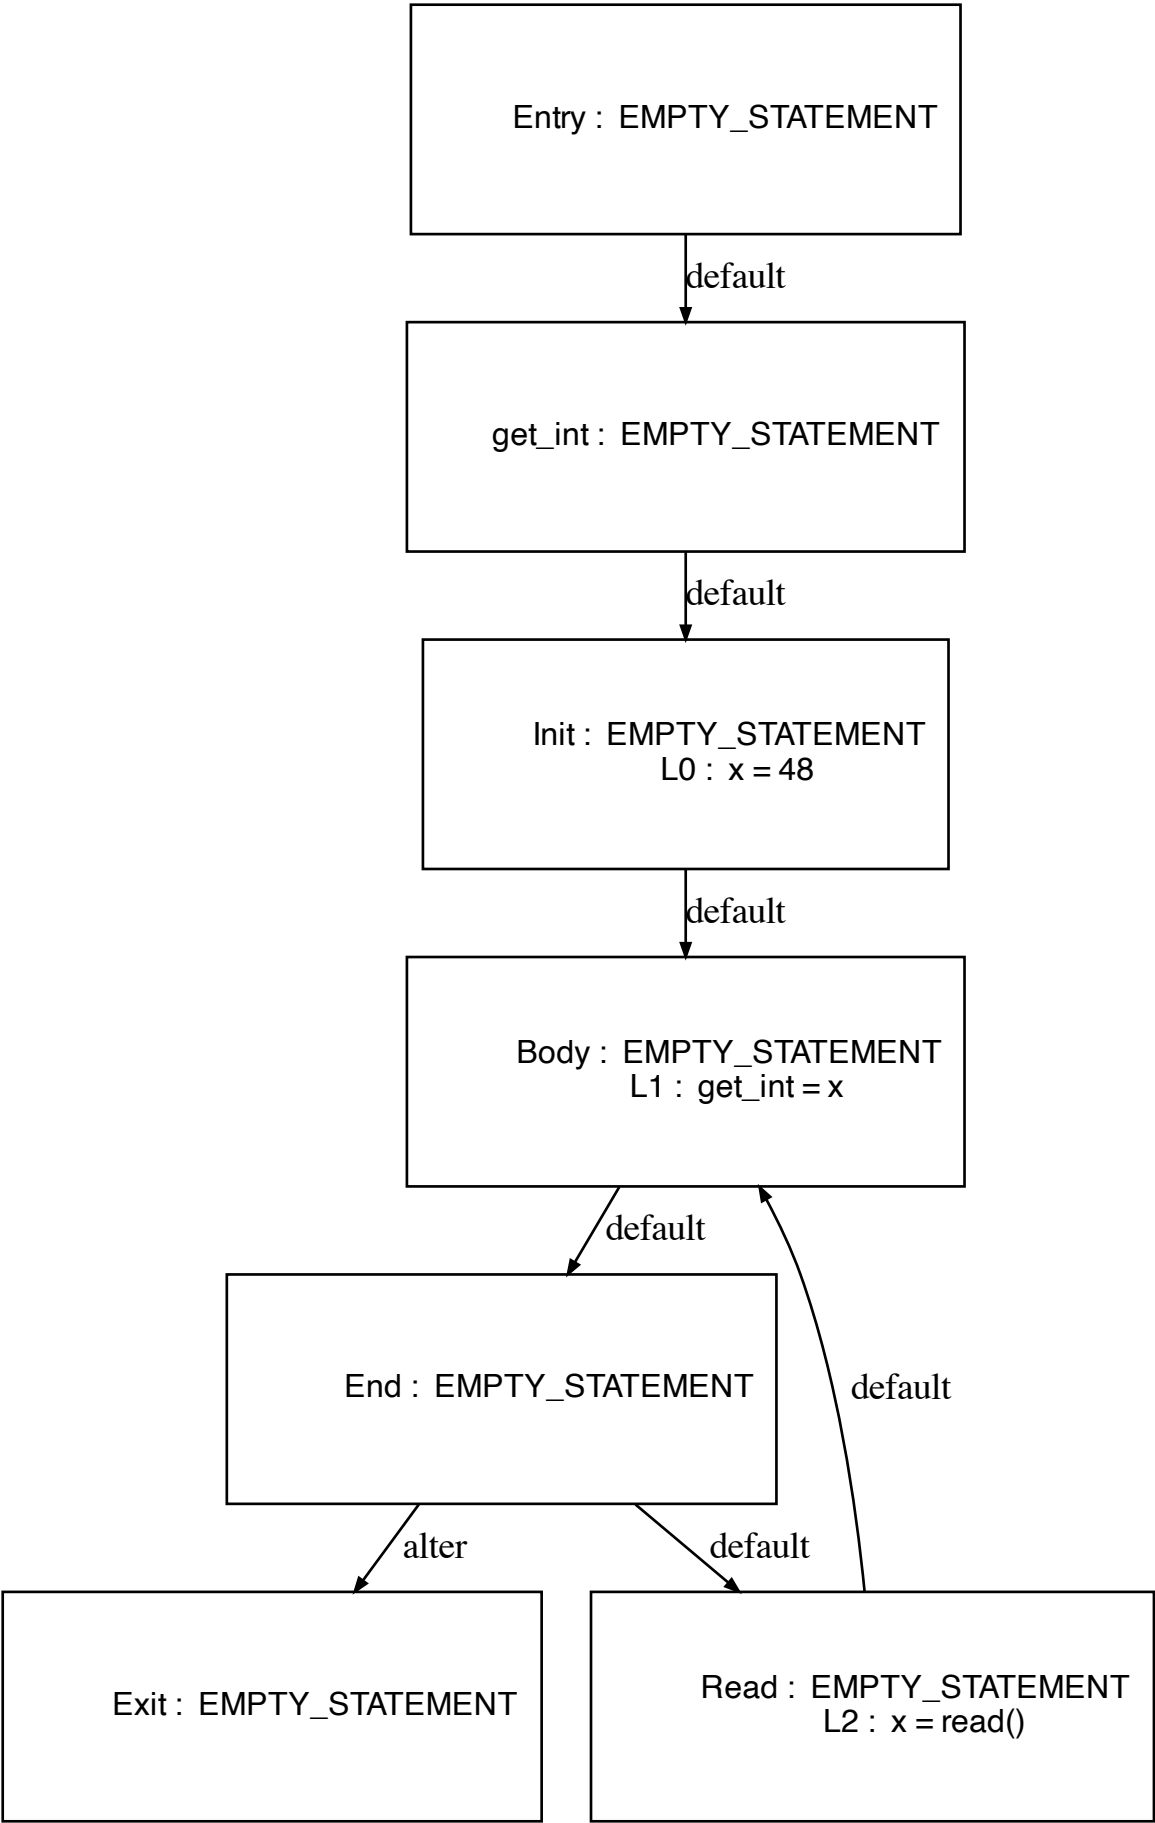 Entry : EMPTY_STATEMENT
default
get_int : EMPTY_STATEMENT
default
Init : EMPTY_STATEMENT
L0 : x = 48
default
Body : EMPTY_STATEMENT
L1 : get_int = x
default
End : EMPTY_STATEMENT
default
alter
default
Exit : EMPTY_STATEMENT
Read : EMPTY_STATEMENT
L2 : x = read()